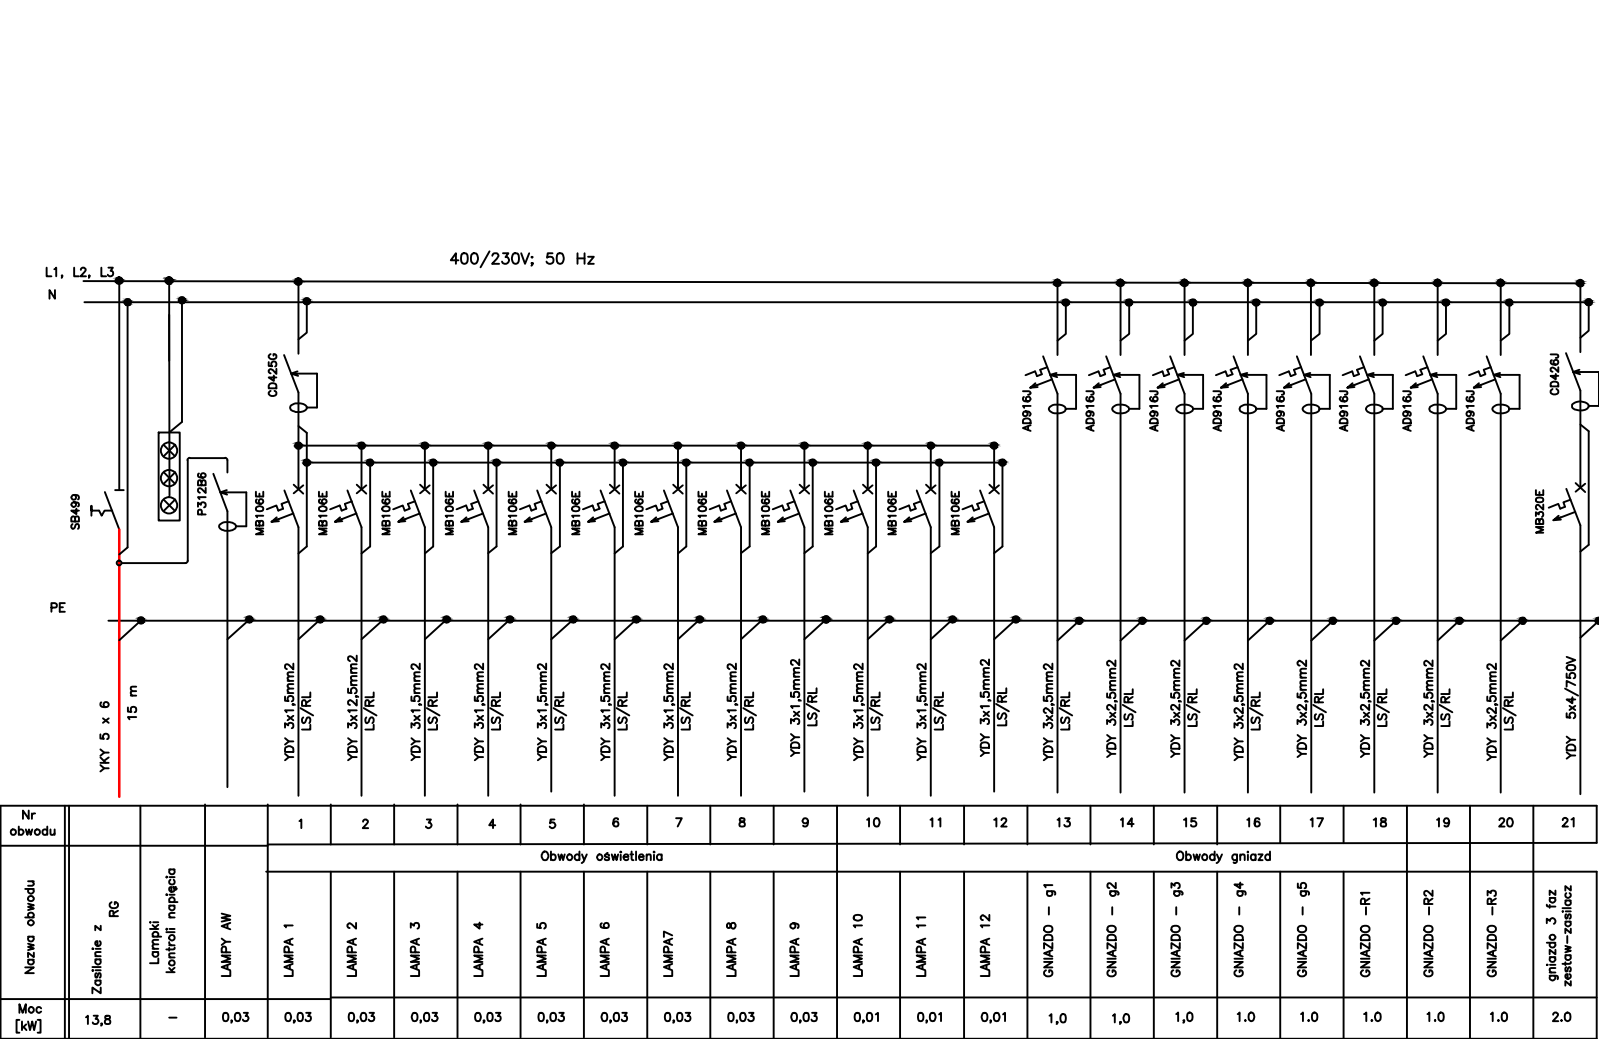 400/230V; 50 Hz
L1, L2, L3
N
CD425G
AD916J
AD916J
AD916J
AD916J
AD916J
AD916J
AD916J
AD916J
CD426J
SB499
P312B6
MB106E
MB106E
MB106E
MB106E
MB106E
MB106E
MB106E
MB106E
MB106E
MB106E
MB106E
MB106E
MB320E
PE
YKY 5 x 6
15 m
YDY 3x1,5mm2
LS/RL
YDY 3x12,5mm2
LS/RL
YDY 3x1,5mm2
LS/RL
YDY 3x1,5mm2
LS/RL
YDY 3x1,5mm2
LS/RL
YDY 3x1,5mm2
LS/RL
YDY 3x1,5mm2
LS/RL
YDY 3x1,5mm2
LS/RL
YDY 3x1,5mm2
LS/RL
YDY 3x1,5mm2
LS/RL
YDY 3x1,5mm2
LS/RL
YDY 3x1,5mm2
LS/RL
YDY 3x2,5mm2
LS/RL
YDY 3x2,5mm2
LS/RL
YDY 3x2,5mm2
LS/RL
YDY 3x2,5mm2
LS/RL
YDY 3x2,5mm2
LS/RL
YDY 3x2,5mm2
LS/RL
YDY 3x2,5mm2
LS/RL
YDY 3x2,5mm2
LS/RL
YDY 5x4/750V
Nr
obwodu
1 2 3 4 5 6 7 8 9 10 11 12 13 14 15 16 17 18 19 20 21
Obwody oświetlenia
Obwody gniazd
Nazwa obwodu
Zasilanie z
RG
Lampki
kontroli napięcia
LAMPY AW
LAMPA 1
LAMPA 2
LAMPA 3
LAMPA 4
LAMPA 5
LAMPA 6
LAMPA7
LAMPA 8
LAMPA 9
LAMPA 10
LAMPA 11
LAMPA 12
GNIAZDO - g1
GNIAZDO - g2
GNIAZDO - g3
GNIAZDO - g4
GNIAZDO - g5
GNIAZDO -R1
GNIAZDO -R2
GNIAZDO -R3
gniazdo 3 faz
zestaw-zasilacz
Moc
[kW]
13,8 - 0,03 0,03 0,03 0,03 0,03 0,03 0,03 0,03 0,03 0,03 0,01 0,01 0,01 1,0 1,0 1,0 1.0 1.0 1.0 1.0 1.0 2.0